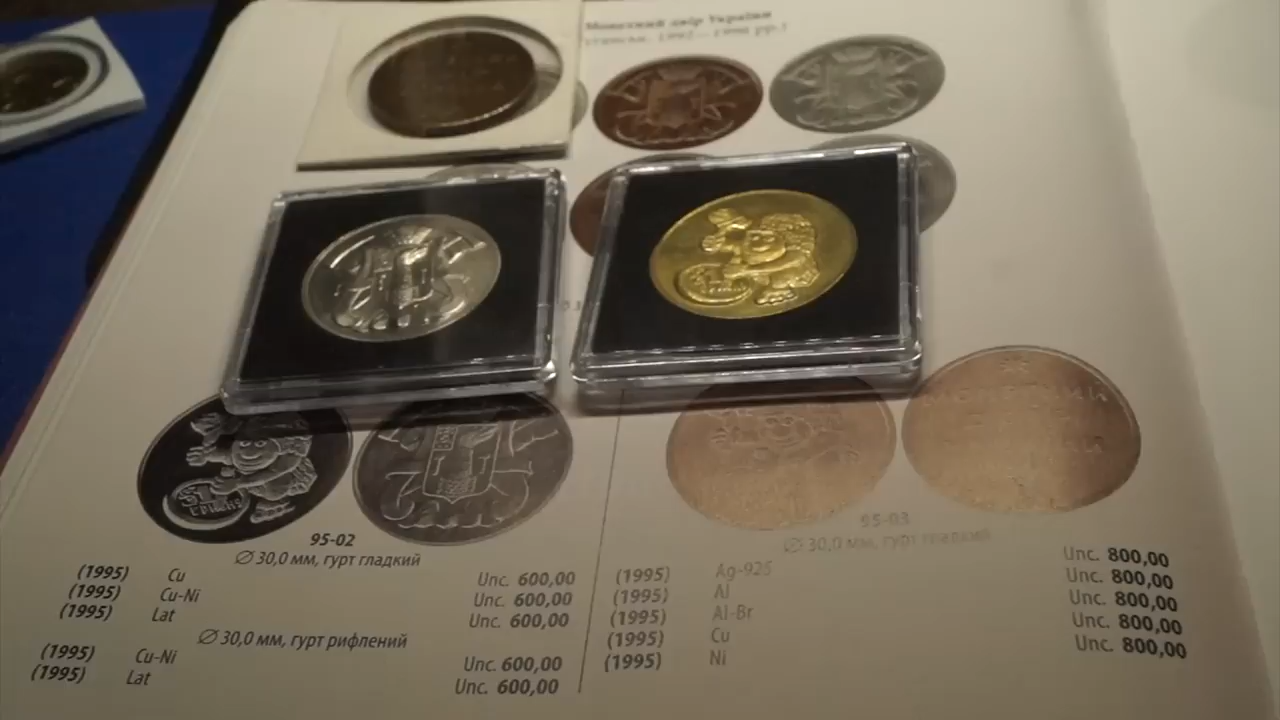 Монетний двір України
95-02
∅ 30,0 мм, гурт гладкий
(1995) Cu Unc. 600,00
(1995) Cu-Ni Unc. 600,00
(1995) Lat Unc. 600,00
∅ 30,0 мм, гурт рифлений
(1995) Cu-Ni Unc. 600,00
(1995) Lat Unc. 600,00
95-03
∅ 30,0 мм, гурт гладкий
(1995) Ag-925 Unc. 800,00
(1995) Al Unc. 800,00
(1995) Al-Br Unc. 800,00
(1995) Cu Unc. 800,00
(1995) Ni Unc. 800,00